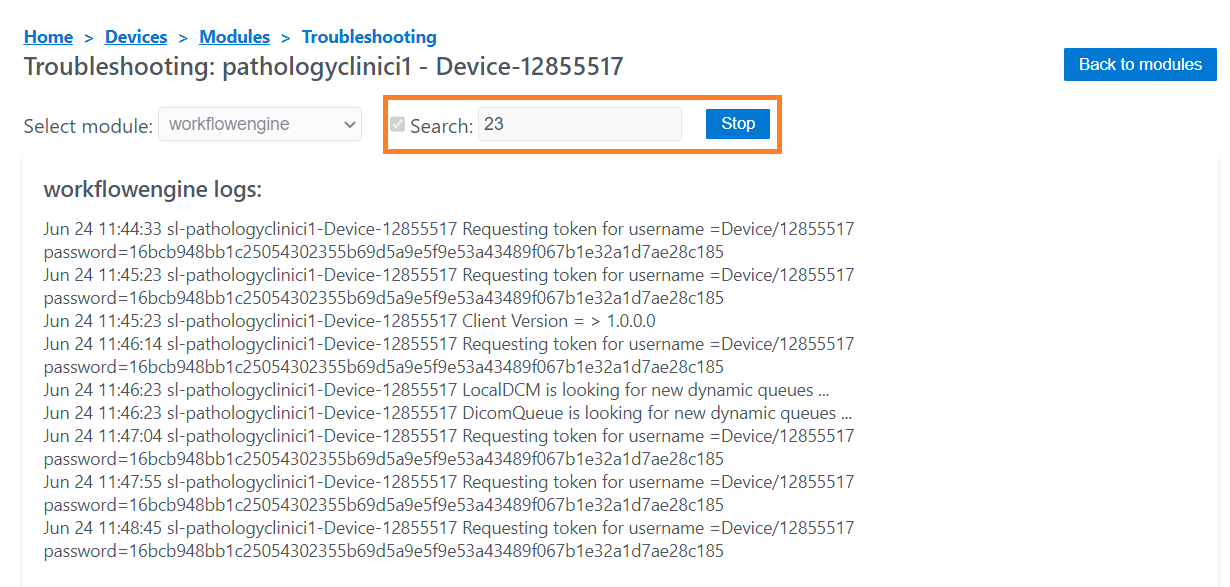 Home > Devices > Modules > Troubleshooting
Troubleshooting: pathologyclinici1 - Device-12855517
Back to modules
Select module: workflowengine Search: 23 Stop
workflowengine logs:
Jun 24 11:44:33 sl-pathologyclinici1-Device-12855517 Requesting token for username =Device/12855517
password=16bcb948bb1c25054302355b69d5a9e5f9e53a43489f067b1e32a1d7ae28c185
Jun 24 11:45:23 sl-pathologyclinici1-Device-12855517 Requesting token for username =Device/12855517
password=16bcb948bb1c25054302355b69d5a9e5f9e53a43489f067b1e32a1d7ae28c185
Jun 24 11:45:23 sl-pathologyclinici1-Device-12855517 Client Version = > 1.0.0.0
Jun 24 11:46:14 sl-pathologyclinici1-Device-12855517 Requesting token for username =Device/12855517
password=16bcb948bb1c25054302355b69d5a9e5f9e53a43489f067b1e32a1d7ae28c185
Jun 24 11:46:23 sl-pathologyclinici1-Device-12855517 LocalDCM is looking for new dynamic queues ...
Jun 24 11:46:23 sl-pathologyclinici1-Device-12855517 DicomQueue is looking for new dynamic queues ...
Jun 24 11:47:04 sl-pathologyclinici1-Device-12855517 Requesting token for username =Device/12855517
password=16bcb948bb1c25054302355b69d5a9e5f9e53a43489f067b1e32a1d7ae28c185
Jun 24 11:47:55 sl-pathologyclinici1-Device-12855517 Requesting token for username =Device/12855517
password=16bcb948bb1c25054302355b69d5a9e5f9e53a43489f067b1e32a1d7ae28c185
Jun 24 11:48:45 sl-pathologyclinici1-Device-12855517 Requesting token for username =Device/12855517
password=16bcb948bb1c25054302355b69d5a9e5f9e53a43489f067b1e32a1d7ae28c185